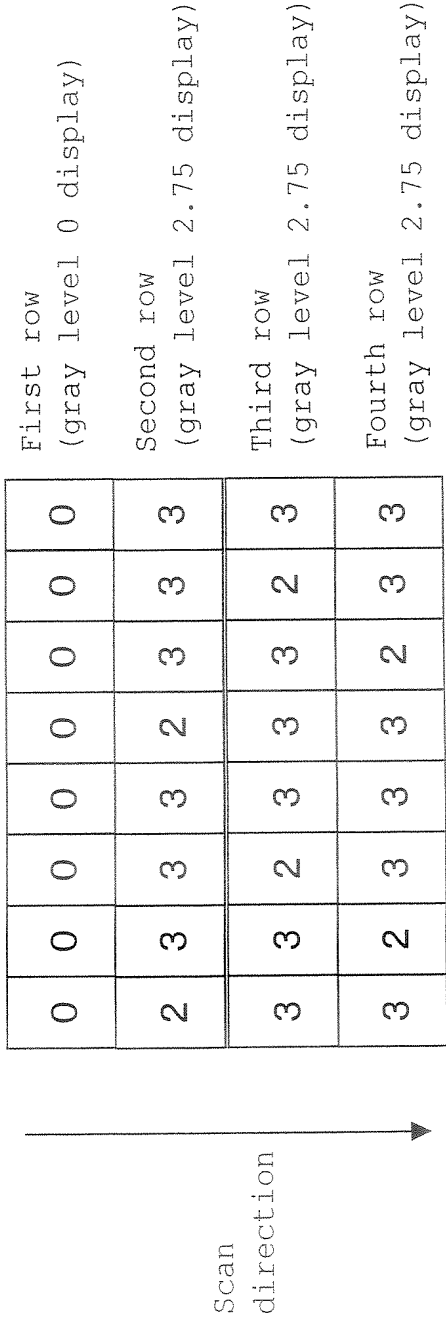 Scan
direction
0 0 0 0 0 0 0 0
First row
(gray level 0 display)
2 3 3 3 2 3 3 3
Second row
(gray level 2.75 display)
3 3 2 3 3 3 2 3
Third row
(gray level 2.75 display)
3 2 3 3 3 2 3 3
Fourth row
(gray level 2.75 display)